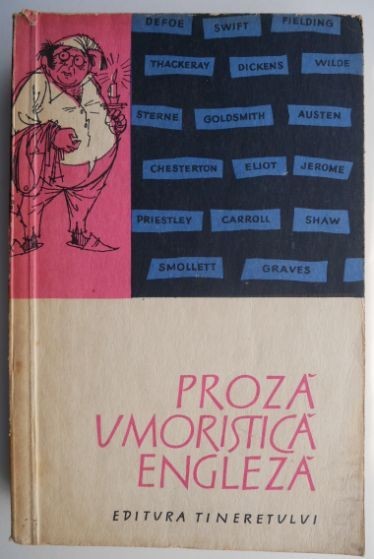 DEFOE SWIFT FIELDING
THACKERAY DICKENS WILDE
STERNE GOLDSMITH AUSTEN
CHESTERTON ELIOT JEROME
PRIESTLEY CARROLL SHAW
SMOLLETT GRAVES
PROZĂ
UMORISTICĂ
ENGLEZĂ
EDITURA TINERETULUI